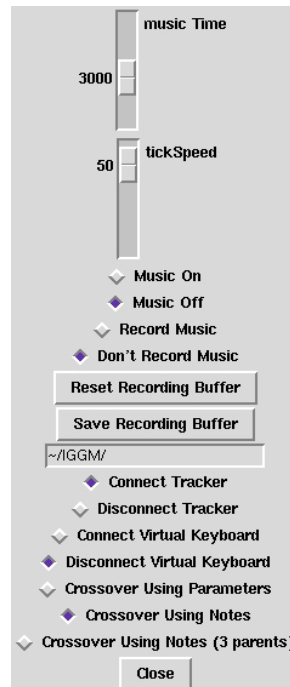 music Time
3000
50
tickSpeed
Music On
Music Off
Record Music
Don't Record Music
Reset Recording Buffer
Save Recording Buffer
~/IGGM/
Connect Tracker
Disconnect Tracker
Connect Virtual Keyboard
Disconnect Virtual Keyboard
Crossover Using Parameters
Crossover Using Notes
Crossover Using Notes (3 parents)
Close